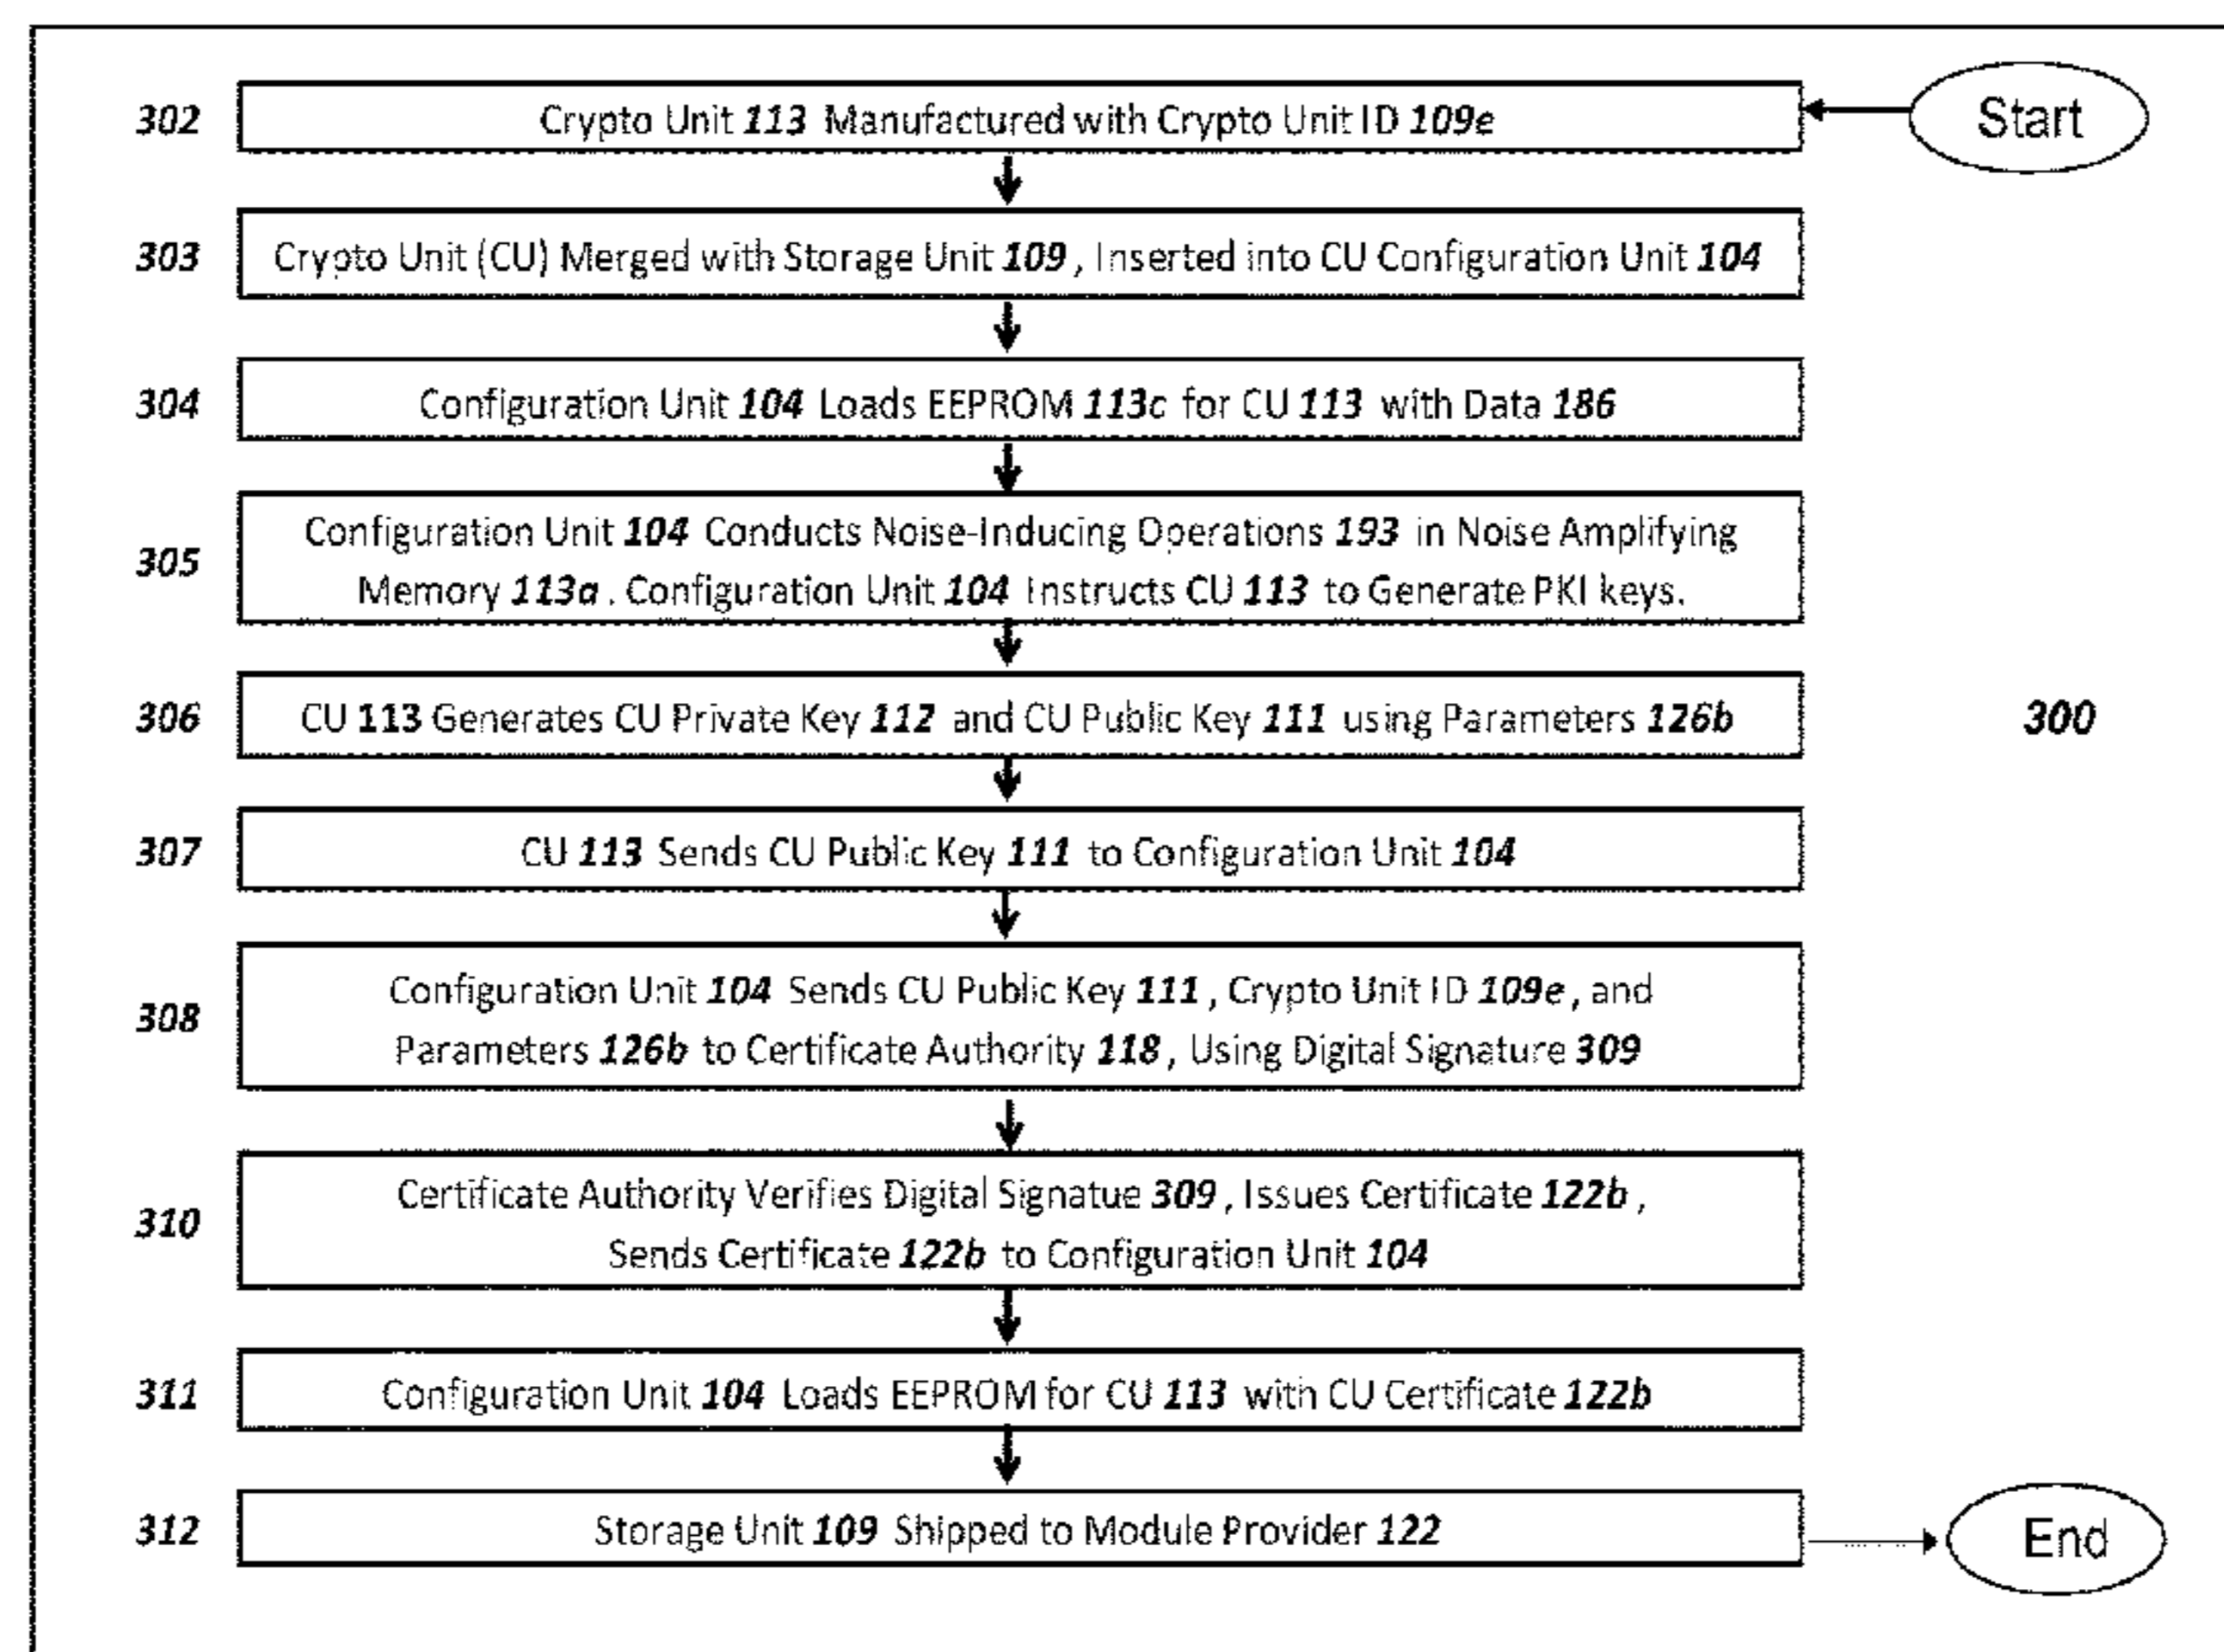 302 Crypto Unit 113 Manufactured with Crypto Unit ID 109e Start
303 Crypto Unit (CU) Merged with Storage Unit 109, Inserted into CU Configuration Unit 104
304 Configuration Unit 104 Loads EEPROM 113c for CU 113 with Data 186
305 Configuration Unit 104 Conducts Noise-Inducing Operations 193 in Noise Amplifying
Memory 113a. Configuration Unit 104 Instructs CU 113 to Generate PKI keys.
306 CU 113 Generates CU Private Key 112 and CU Public Key 111 using Parameters 126b 300
307 CU 113 Sends CU Public Key 111 to Configuration Unit 104
308 Configuration Unit 104 Sends CU Public Key 111, Crypto Unit ID 109e, and
Parameters 126b to Certificate Authority 118, Using Digital Signature 309
310 Certificate Authority Verifies Digital Signatue 309, Issues Certificate 122b,
Sends Certificate 122b to Configuration Unit 104
311 Configuration Unit 104 Loads EEPROM for CU 113 with CU Certificate 122b
312 Storage Unit 109 Shipped to Module Provider 122 End